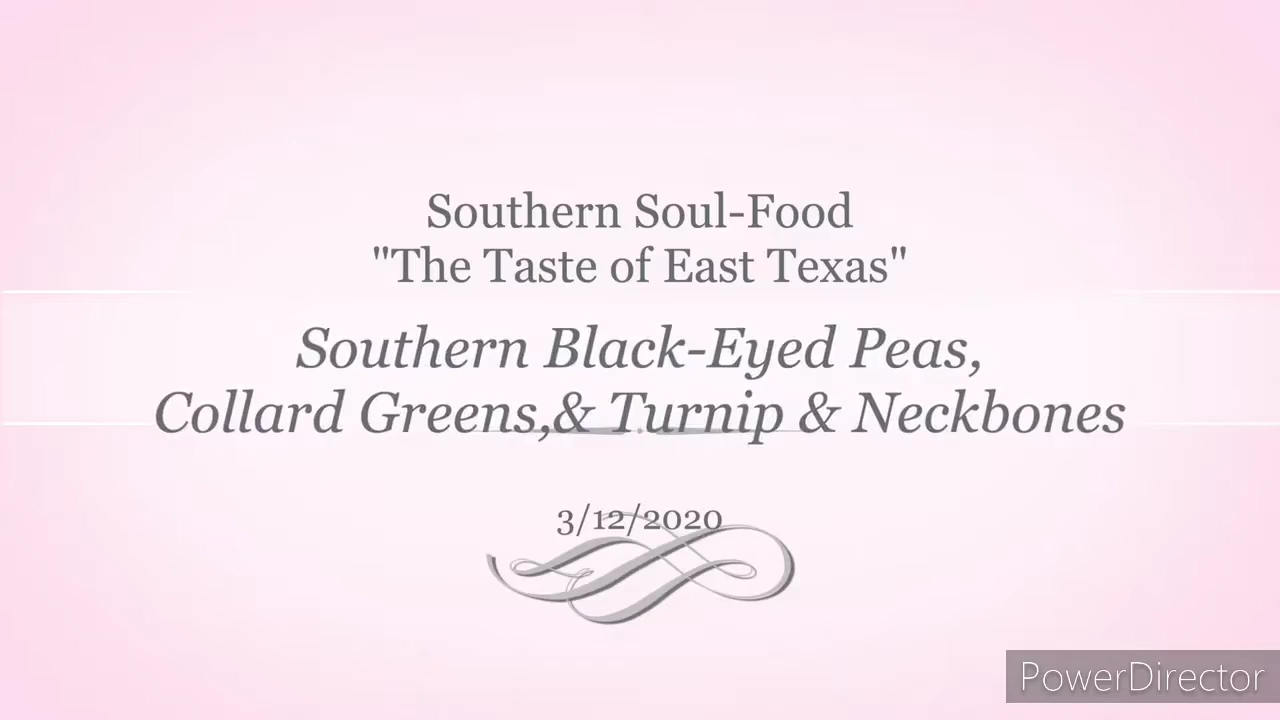 Southern Soul-Food
"The Taste of East Texas"
Southern Black-Eyed Peas,
Collard Greens,& Turnip & Neckbones
3/12/2020
PowerDirector